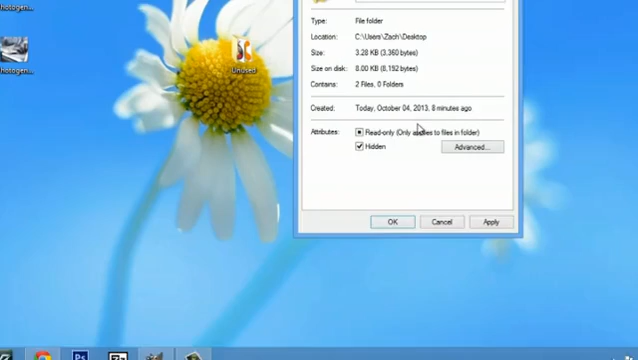 hotogen...
hotogen...
Unused
Type: File folder
Location: C:\Users\Zach\Desktop
Size: 3.28 KB (3,360 bytes)
Size on disk: 8.00 KB (8,192 bytes)
Contains: 2 Files, 0 Folders
Created: Today, October 04, 2013, 8 minutes ago
Attributes: Read-only (Only applies to files in folder)
Hidden Advanced...
OK Cancel Apply
Ps